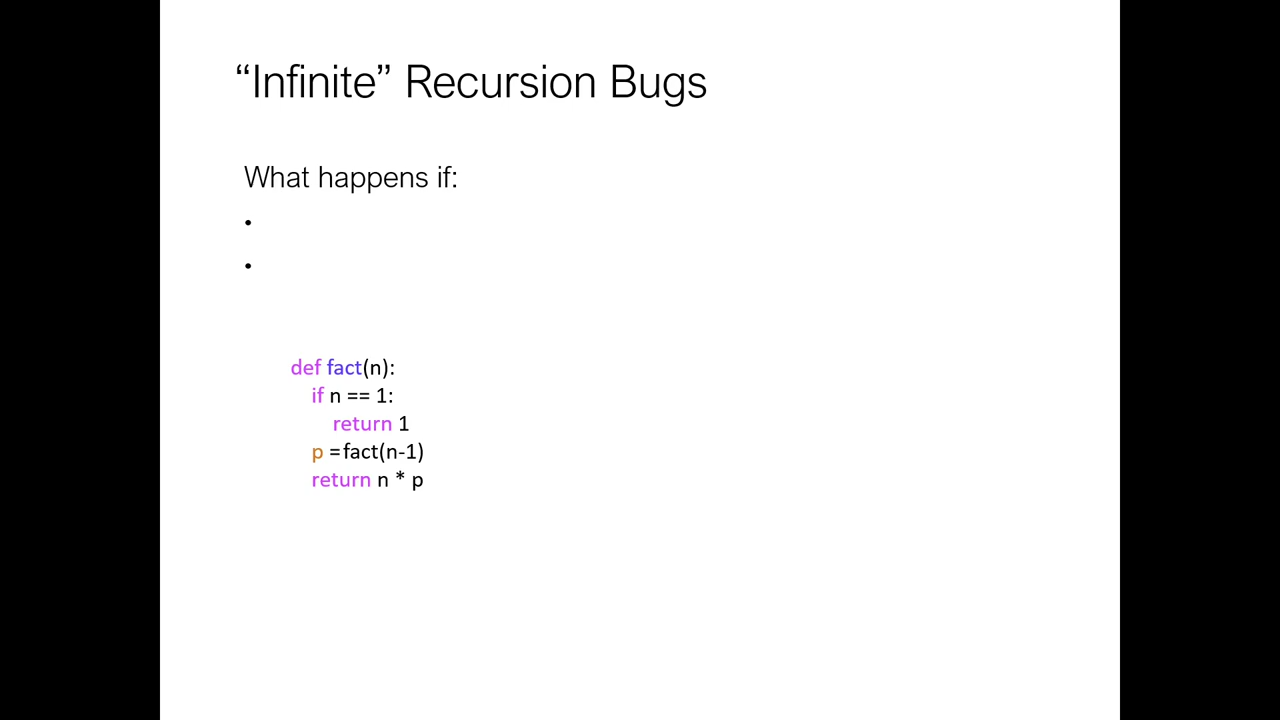 “Infinite” Recursion Bugs
What happens if:
•
•
def fact(n):
if n == 1:
return 1
p =fact(n-1)
return n * p